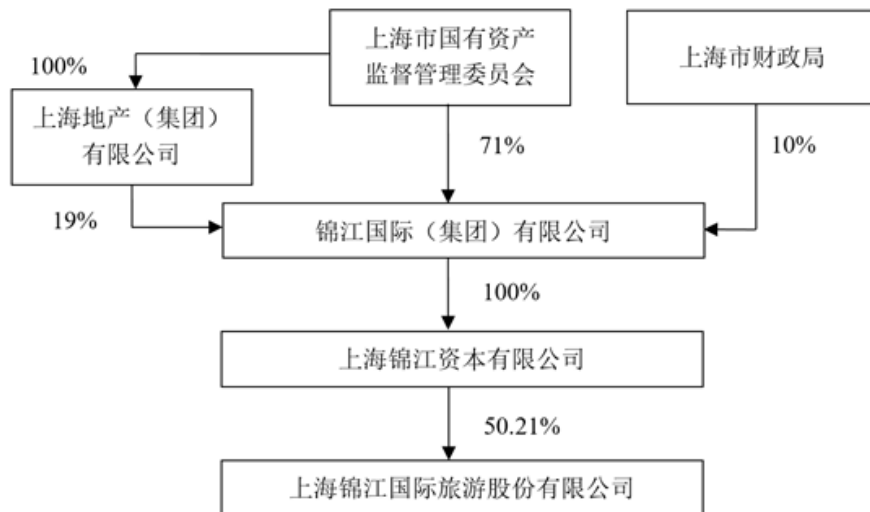 上海市国有资产
监督管理委员会
上海市财政局
100%
上海地产（集团）
有限公司
71%
10%
19%
锦江国际（集团）有限公司
100%
上海锦江资本有限公司
50.21%
上海锦江国际旅游股份有限公司